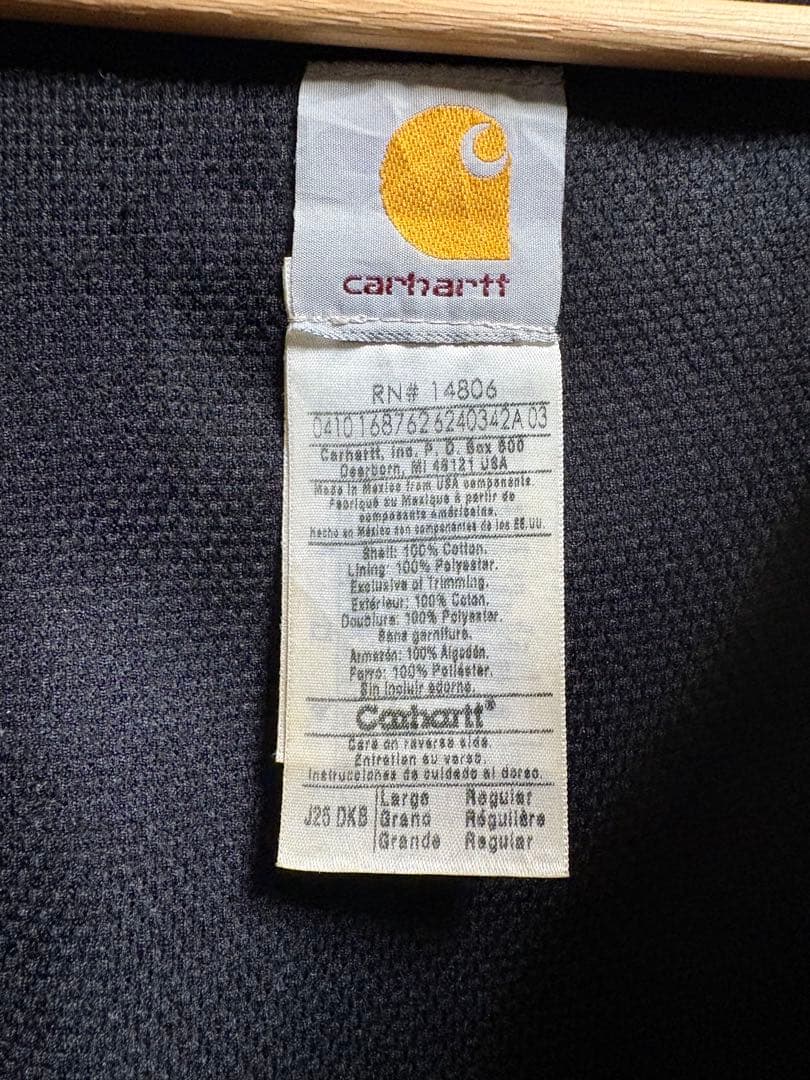 carhartt
RN# 14806
0410168762624034​2A 03
Carhartt, Inc. P. O. Box 600
Dearborn, MI 48121 USA
Made in Mexico from USA components.
Fabriqué au Mexique à partir de
composants américains.
Hecho en México con componentes de los EE.UU.
Shell: 100% Cotton.
Lining: 100% Polyester.
Exclusive of Trimming.
Extérieur: 100% Coton.
Doublure: 100% Polyester.
Sans garniture.
Armazón: 100% Algodón.
Forro: 100% Poliéster.
Sin incluir adorno.
Carhartt®
Care on reverse side.
Entretien au verso.
Instrucciones de cuidado al dorso.
J25 DKB Large Regular
Grand Régulière
Grande Regular